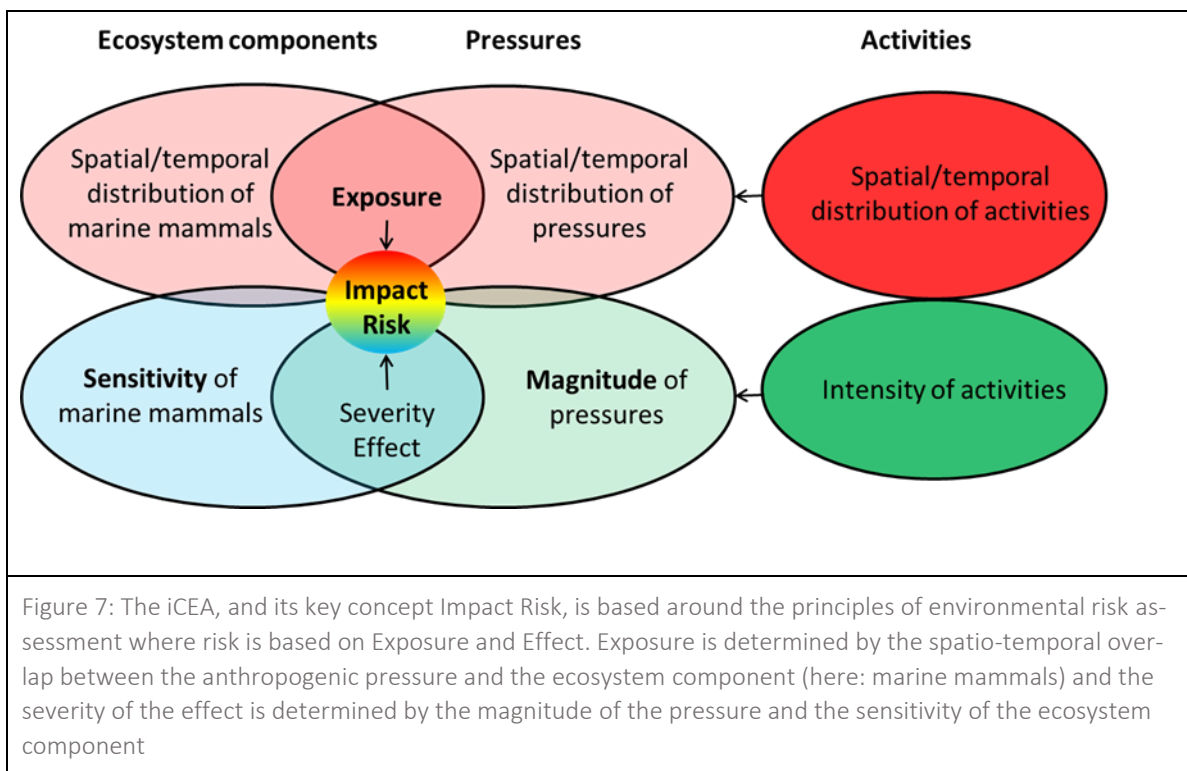 Ecosystem components
Pressures
Activities
Spatial/temporal
distribution of
marine mammals
Exposure
Spatial/temporal
distribution of
pressures
Spatial/temporal
distribution of activities
Impact
Risk
Sensitivity of
marine mammals
Severity
Effect
Magnitude of
pressures
Intensity of activities
Figure 7: The iCEA, and its key concept Impact Risk, is based around the principles of environmental risk as-
sessment where risk is based on Exposure and Effect. Exposure is determined by the spatio-temporal over-
lap between the anthropogenic pressure and the ecosystem component (here: marine mammals) and the
severity of the effect is determined by the magnitude of the pressure and the sensitivity of the ecosystem
component